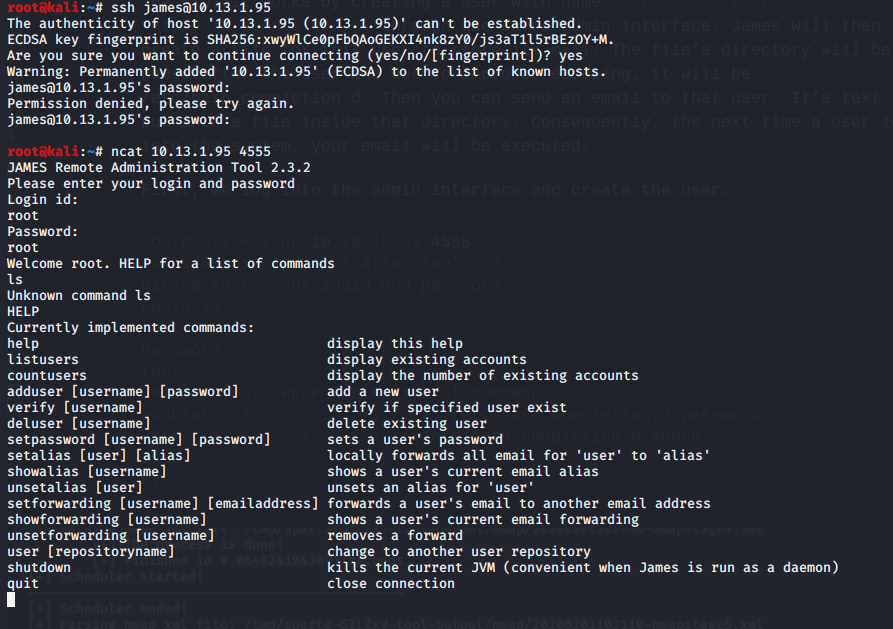 root@kali:~# ssh james@10.13.1.95
The authenticity of host '10.13.1.95 (10.13.1.95)' can't be established.
ECDSA key fingerprint is SHA256:xwyWlCe0pFbQAoGEKXI4nk8zY0/js3aT1l5rBEzOY+M.
Are you sure you want to continue connecting (yes/no/[fingerprint])? yes
Warning: Permanently added '10.13.1.95' (ECDSA) to the list of known hosts.
james@10.13.1.95's password:
Permission denied, please try again.
james@10.13.1.95's password:
root@kali:~# ncat 10.13.1.95 4555
JAMES Remote Administration Tool 2.3.2
Please enter your login and password
Login id:
root
Password:
root
Welcome root. HELP for a list of commands
ls
Unknown command ls
HELP
Currently implemented commands:
help display this help
listusers display existing accounts
countusers display the number of existing accounts
adduser [username] [password] add a new user
verify [username] verify if specified user exist
deluser [username] delete existing user
setpassword [username] [password] sets a user's password
setalias [user] [alias] locally forwards all email for 'user' to 'alias'
showalias [username] shows a user's current email alias
unsetalias [user] unsets an alias for 'user'
setforwarding [username] [emailaddress] forwards a user's email to another email address
showforwarding [username] shows a user's current email forwarding
unsetforwarding [username] removes a forward
user [repositoryname] change to another user repository
shutdown kills the current JVM (convenient when James is run as a daemon)
quit close connection